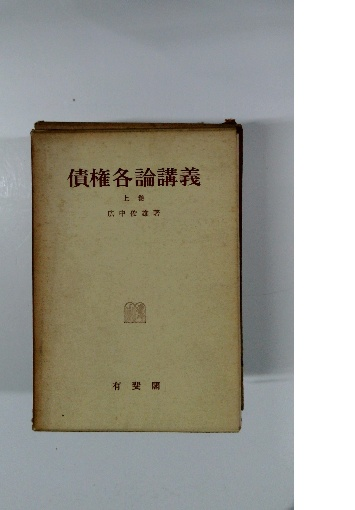 債権各論講義
上巻
広中俊雄著
有斐閣